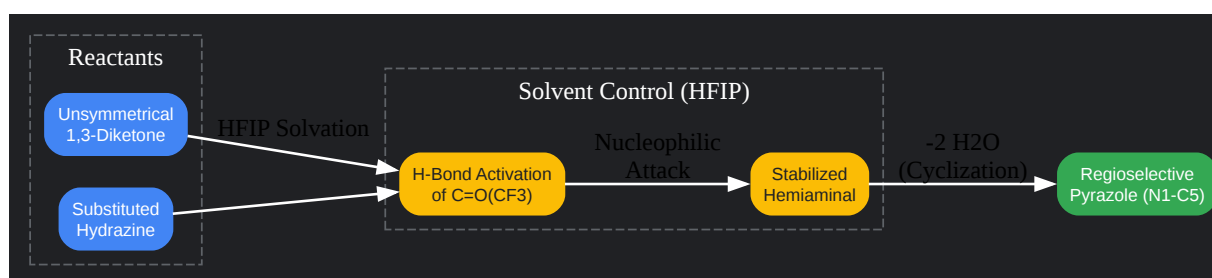 Reactants
Unsymmetrical
1,3-Diketone
Substituted
Hydrazine
HFIP Solvation
Solvent Control (HFIP)
H-Bond Activation
of C=O(CF3)
Nucleophilic
Attack
Stabilized
Hemiaminal
-2 H2O
(Cyclization)
Regioselective
Pyrazole (N1-C5)